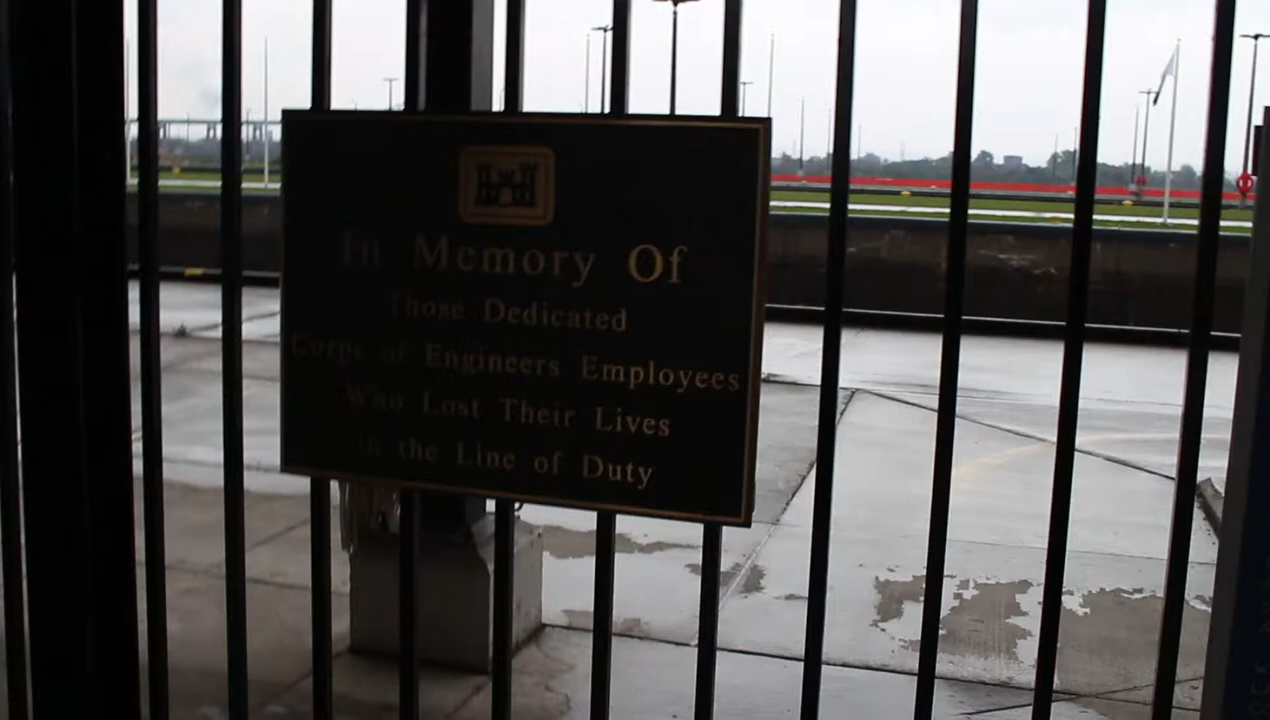 In Memory Of
Those Dedicated
Corps of Engineers Employees
Who Lost Their Lives
in the Line of Duty